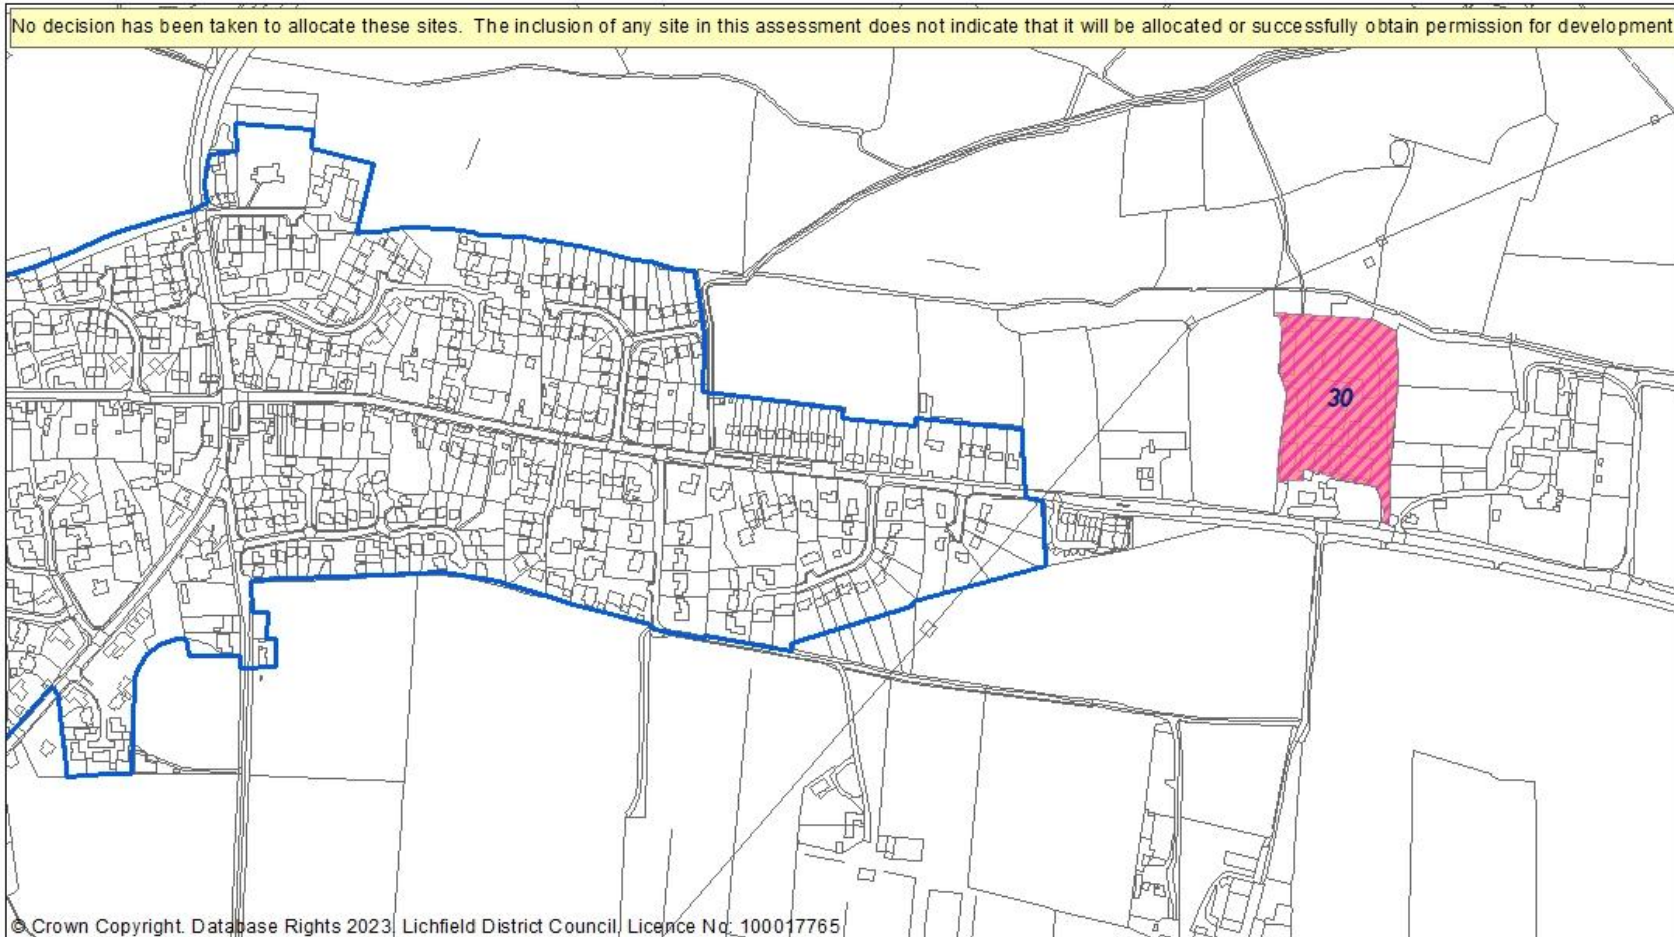 No decision has been taken to allocate these sites. The inclusion of any site in this assessment does not indicate that it will be allocated or successfully obtain permission for development
30
© Crown Copyright. Database Rights 2023. Lichfield District Council. Licence No: 100017765